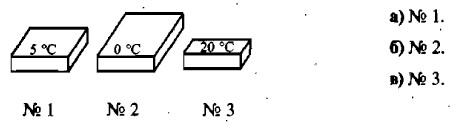 5 °C 0 °C 20 °C
№ 1 № 2 № 3
а) № 1.
б) № 2.
в) № 3.